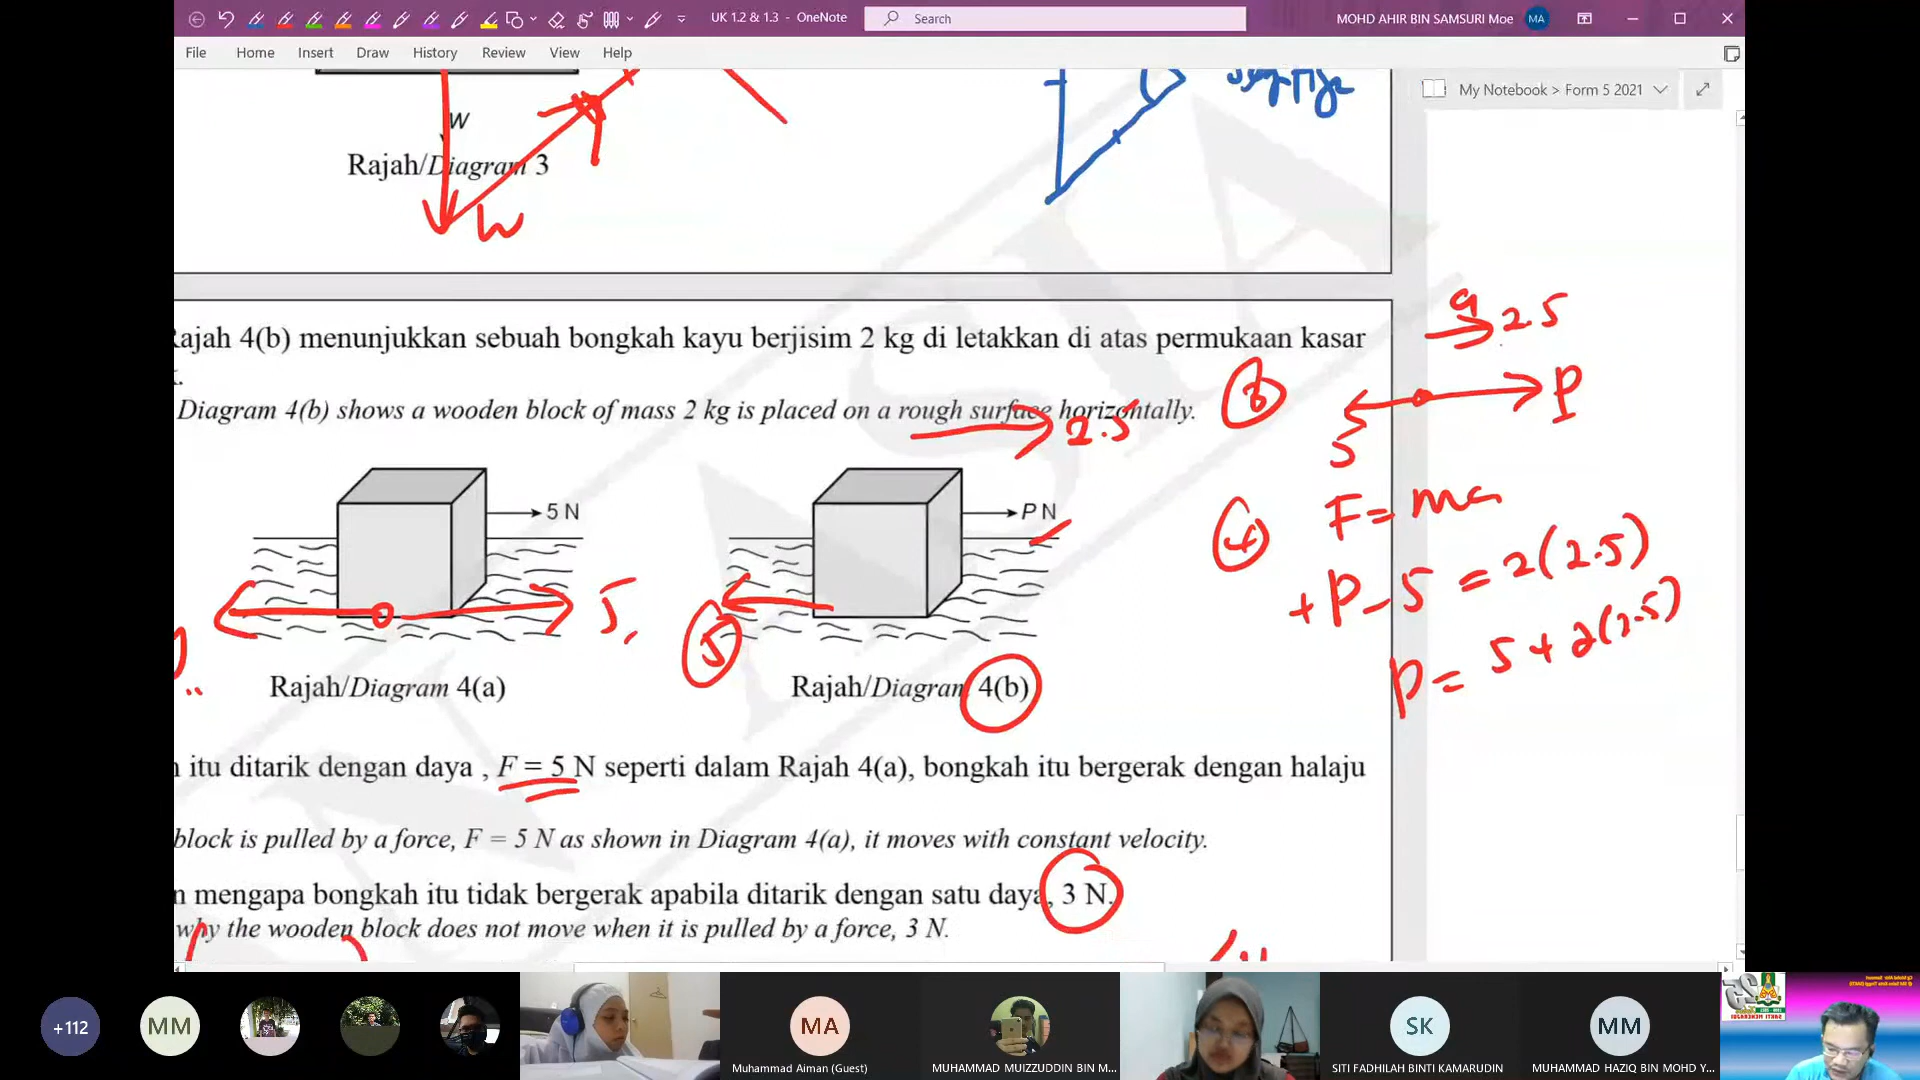 UK 1.2 & 1.3 - OneNote
Search
MOHD AHIR BIN SAMSURI Moe
MA
File Home Insert Draw History Review View Help
My Notebook > Form 5 2021
W
Rajah/Diagram 3
W
a 2.5
Rajah 4(b) menunjukkan sebuah bongkah kayu berjisim 2 kg di letakkan di atas permukaan kasar
k.
Diagram 4(b) shows a wooden block of mass 2 kg is placed on a rough surface horizontally.
2.5
3
P
5
5 N
P N
4
F = ma
+P - 5 = 2(2.5)
P = 5 + 2(2.5)
5
5
Rajah/Diagram 4(a)
Rajah/Diagram 4(b)
n itu ditarik dengan daya , F = 5 N seperti dalam Rajah 4(a), bongkah itu bergerak dengan halaju
block is pulled by a force, F = 5 N as shown in Diagram 4(a), it moves with constant velocity.
n mengapa bongkah itu tidak bergerak apabila ditarik dengan satu daya, 3 N.
why the wooden block does not move when it is pulled by a force, 3 N.
+112
MM
MA
Muhammad Aiman (Guest)
MUHAMMAD MUIZZUDDIN BIN M...
SK
SITI FADHILAH BINTI KAMARUDIN
MM
MUHAMMAD HAZIQ BIN MOHD Y...